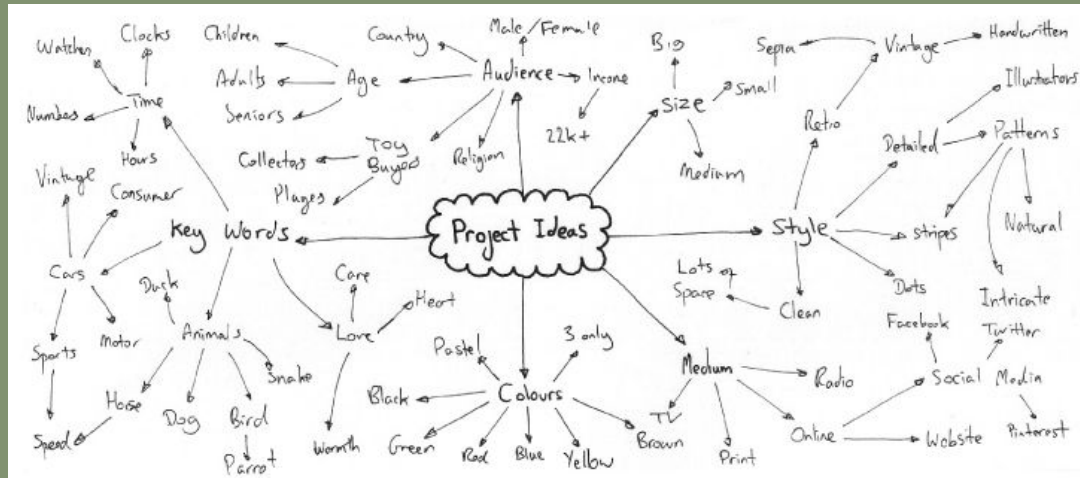 Project Ideas
Key Words
Time
Watches
Clocks
Numbers
Hours
Cars
Vintage
Consumer
Sports
Motor
Speed
Animals
Duck
Horse
Dog
Bird
Parrot
Snake
Love
Care
Heart
Warmth
Audience
Country
Male/Female
Income
22k+
Age
Children
Adults
Seniors
Toy
Buyers
Collectors
Religion
Size
Big
Small
Medium
Style
Retro
Vintage
Sepia
Handwritten
Detailed
Illustrators
Patterns
Stripes
Natural
Intricate
Dots
Clean
Lots of
Space
Medium
TV
Print
Radio
Online
Website
Social Media
Facebook
Twitter
Pinterest
Colours
Pastel
3 only
Black
Green
Red
Blue
Yellow
Brown